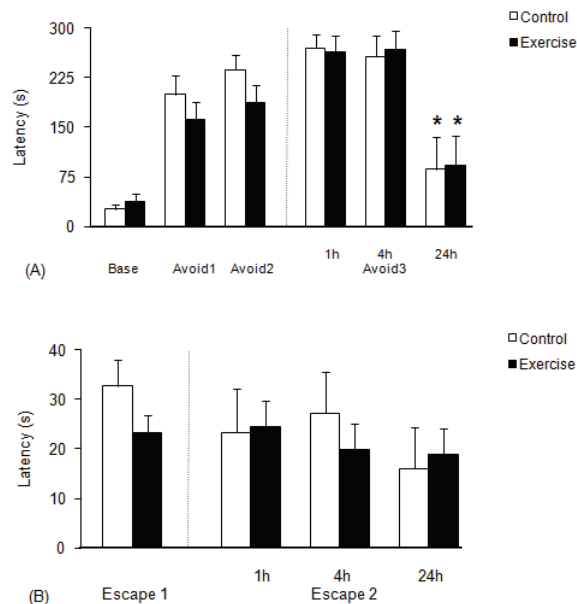 Control
Exercise
300
225
150
75
0
Latency (s)
* *
1h 4h 24h
Base Avoid1 Avoid2 Avoid3
(A)
Control
Exercise
40
30
20
10
0
Latency (s)
1h 4h 24h
Escape 1 Escape 2
(B)